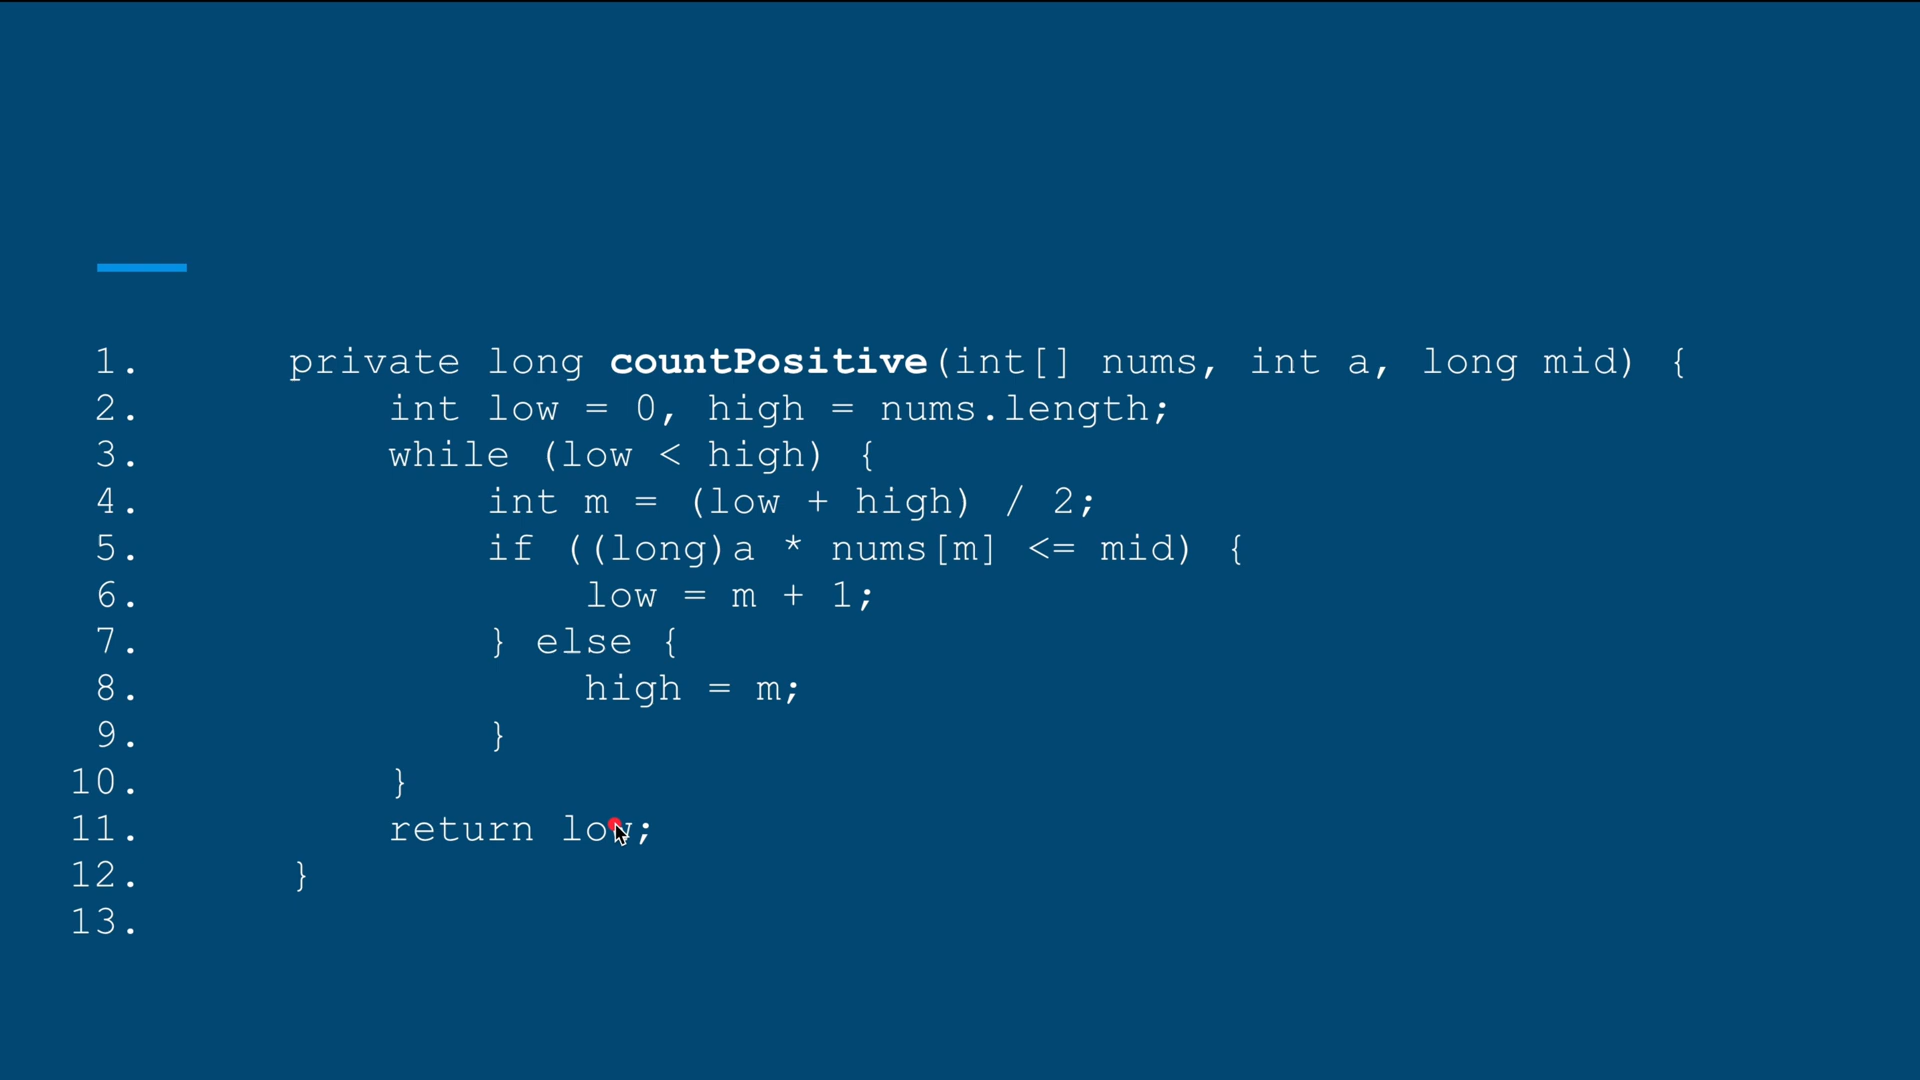 1. private long countPositive(int[] nums, int a, long mid) {
2. int low = 0, high = nums.length;
3. while (low < high) {
4. int m = (low + high) / 2;
5. if ((long)a * nums[m] <= mid) {
6. low = m + 1;
7. } else {
8. high = m;
9. }
10. }
11. return low;
12. }
13.